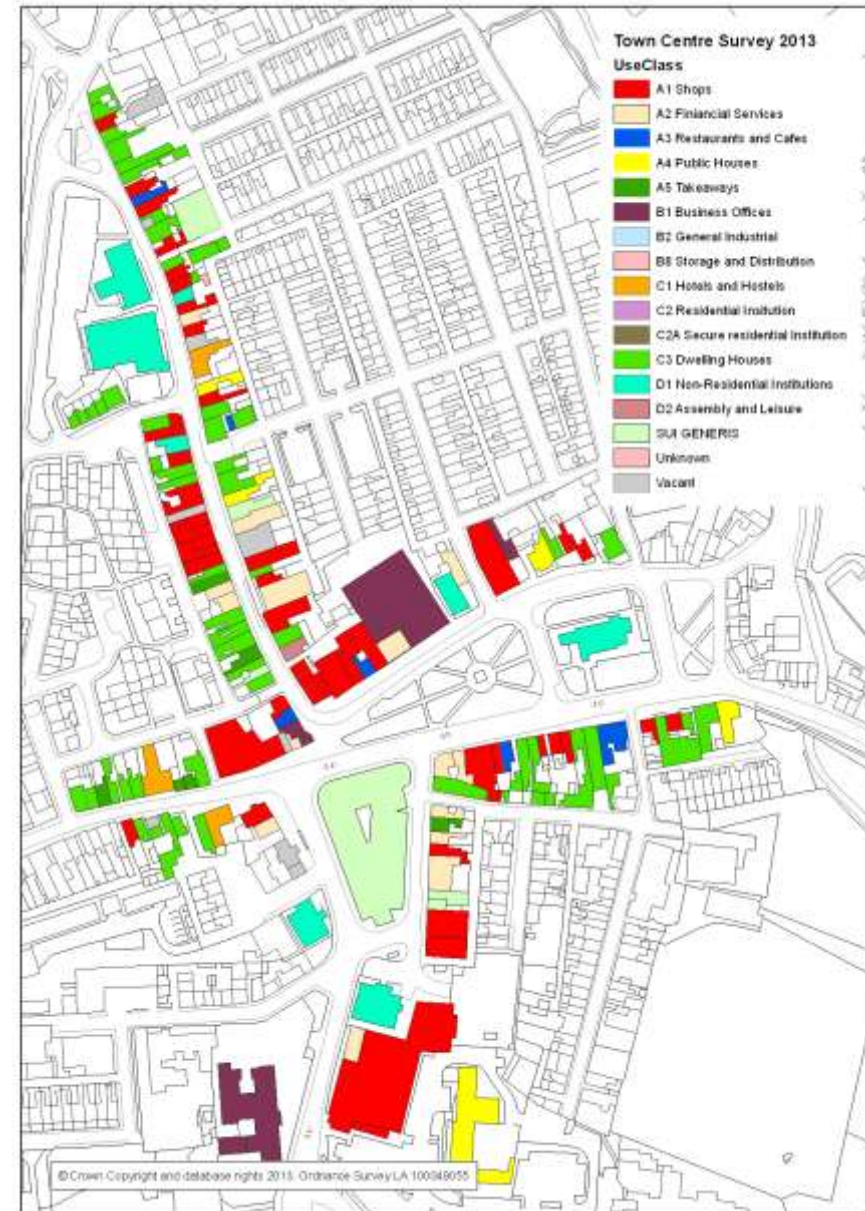 Town Centre Survey 2013
UseClass
A1 Shops
A2 Finiancial Services
A3 Restaurants and Cafes
A4 Public Houses
A5 Takeaways
B1 Business Offices
B2 General Industrial
B8 Storage and Distribution
C1 Hotels and Hostels
C2 Residential Insitution
C2A Secure residential Institution
C3 Dwelling Houses
D1 Non-Residential Institutions
D2 Assembly and Leisure
SUI GENERIS
Unknown
Vacant
© Crown Copyright and database rights 2013. Ordnance Survey LA 100049055